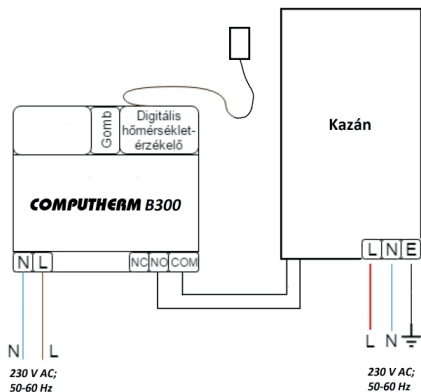 Gomb
Digitális
hőmérséklet-
érzékelő
COMPUTHERM B300
N L
NC NO COM
N L
230 V AC;
50-60 Hz
Kazán
L N E
L N
230 V AC;
50-60 Hz